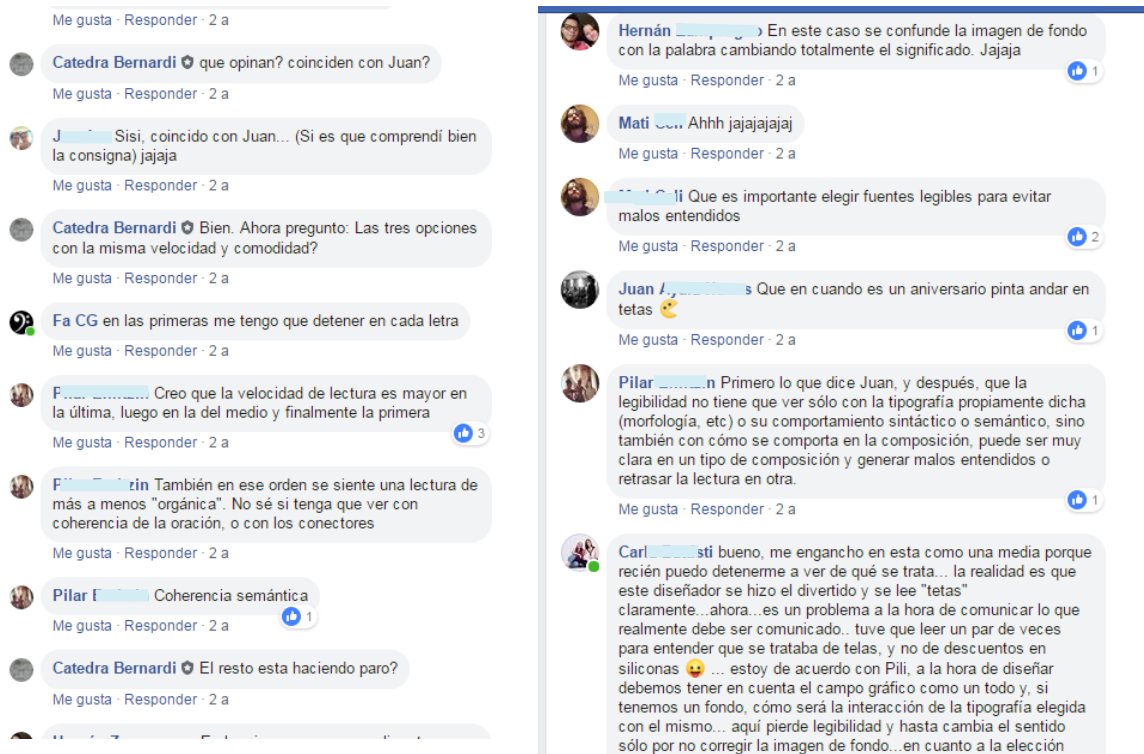 Me gusta · Responder · 2 a
Catedra Bernardi que opinan? coinciden con Juan?
Me gusta · Responder · 2 a
J Sisi, coincido con Juan... (Si es que comprendí bien
la consigna) jajaja
Me gusta · Responder · 2 a
Catedra Bernardi Bien. Ahora pregunto: Las tres opciones
con la misma velocidad y comodidad?
Me gusta · Responder · 2 a
Fa CG en las primeras me tengo que detener en cada letra
Me gusta · Responder · 2 a
Creo que la velocidad de lectura es mayor en
la última, luego en la del medio y finalmente la primera
3
Me gusta · Responder · 2 a
También en ese orden se siente una lectura de
más a menos "orgánica". No sé si tenga que ver con
coherencia de la oración, o con los conectores
Me gusta · Responder · 2 a
Pilar Coherencia semántica
1
Me gusta · Responder · 2 a
Catedra Bernardi El resto esta haciendo paro?
Me gusta · Responder · 2 a
Hernán En este caso se confunde la imagen de fondo
con la palabra cambiando totalmente el significado. Jajaja
1
Me gusta · Responder · 2 a
Mati Ahhh jajajajajaj
Me gusta · Responder · 2 a
Que es importante elegir fuentes legibles para evitar
malos entendidos
2
Me gusta · Responder · 2 a
Juan Que en cuando es un aniversario pinta andar en
tetas
1
Me gusta · Responder · 2 a
Pilar Primero lo que dice Juan, y después, que la
legibilidad no tiene que ver sólo con la tipografía propiamente dicha
(morfología, etc) o su comportamiento sintáctico o semántico, sino
también con cómo se comporta en la composición, puede ser muy
clara en un tipo de composición y generar malos entendidos o
retrasar la lectura en otra.
1
Me gusta · Responder · 2 a
bueno, me engancho en esta como una media porque
recién puedo detenerme a ver de qué se trata... la realidad es que
este diseñador se hizo el divertido y se lee "tetas"
claramente...ahora...es un problema a la hora de comunicar lo que
realmente debe ser comunicado.. tuve que leer un par de veces
para entender que se trataba de telas, y no de descuentos en
siliconas ... estoy de acuerdo con Pili, a la hora de diseñar
debemos tener en cuenta el campo gráfico como un todo y, si
tenemos un fondo, cómo será la interacción de la tipografía elegida
con el mismo... aquí pierde legibilidad y hasta cambia el sentido
sólo por no corregir la imagen de fondo...en cuanto a la elección